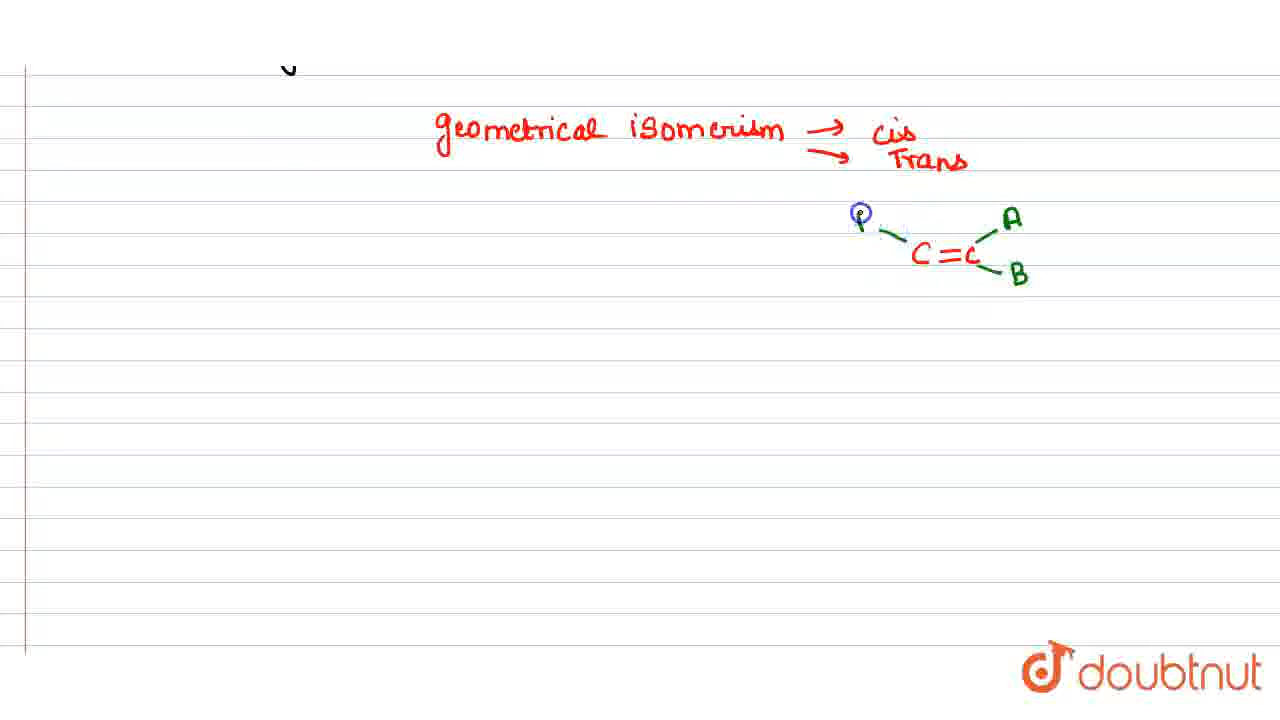 geometrical isomerism → cis
→ Trans
A
C=C
B
doubtnut